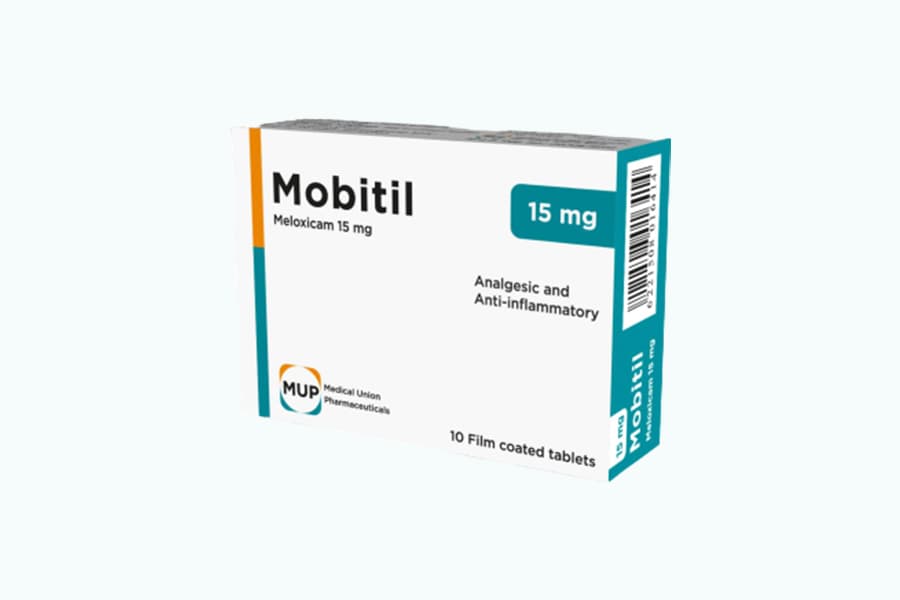 Mobitil
Meloxicam 15 mg
15 mg
Analgesic and
Anti-inflammatory
MUP
Medical Union
Pharmaceuticals
10 Film coated tablets
6221508016414
15 mg
Mobitil
Meloxicam 15 mg